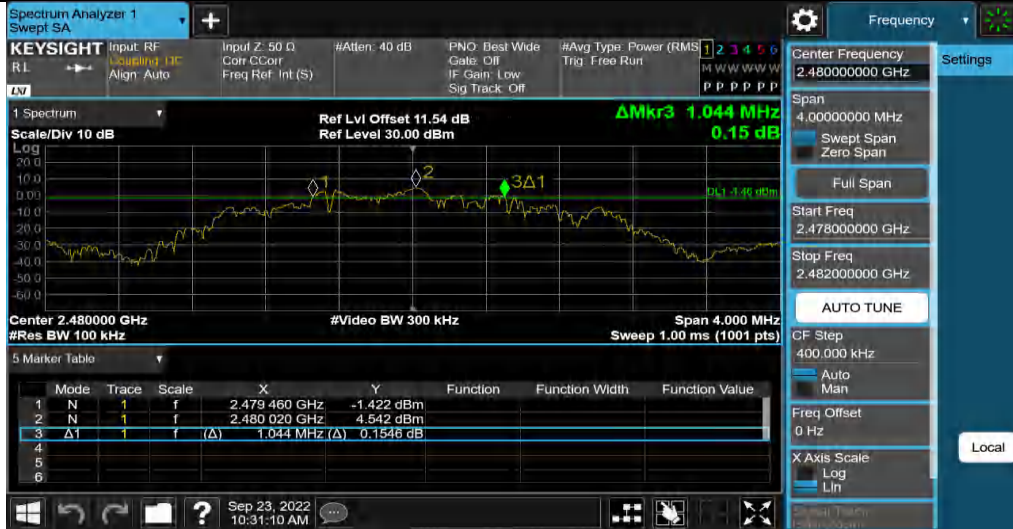 Spectrum Analyzer 1
Swept SA
+
Frequency
KEYSIGHT
RL
LXI
Input: RF
Coupling: DC
Align: Auto
Input Z: 50 Ω
Corr CCorr
Freq Ref: Int (S)
#Atten: 40 dB
PNO: Best Wide
Gate: Off
IF Gain: Low
Sig Track: Off
#Avg Type: Power (RMS
Trig: Free Run
1 2 3 4 5 6
M W W W W W
P P P P P P
1 Spectrum
Scale/Div 10 dB
Ref Lvl Offset 11.54 dB
Ref Level 30.00 dBm
ΔMkr3 1.044 MHz
0.15 dB
Log
20.0
10.0
0.00
-10.0
-20.0
-30.0
-40.0
-50.0
-60.0
1
2
3Δ1
DL1 -1.46 dBm
Center 2.480000 GHz
#Res BW 100 kHz
#Video BW 300 kHz
Span 4.000 MHz
Sweep 1.00 ms (1001 pts)
5 Marker Table
Mode Trace Scale X Y Function Function Width Function Value
1 N 1 f 2.479 460 GHz -1.422 dBm
2 N 1 f 2.480 020 GHz 4.542 dBm
3 Δ1 1 f (Δ) 1.044 MHz (Δ) 0.1546 dB
4
5
6
?
Sep 23, 2022
10:31:10 AM
Center Frequency
2.480000000 GHz
Span
4.00000000 MHz
Swept Span
Zero Span
Full Span
Start Freq
2.478000000 GHz
Stop Freq
2.482000000 GHz
AUTO TUNE
CF Step
400.000 kHz
Auto
Man
Freq Offset
0 Hz
X Axis Scale
Log
Lin
Settings
Local